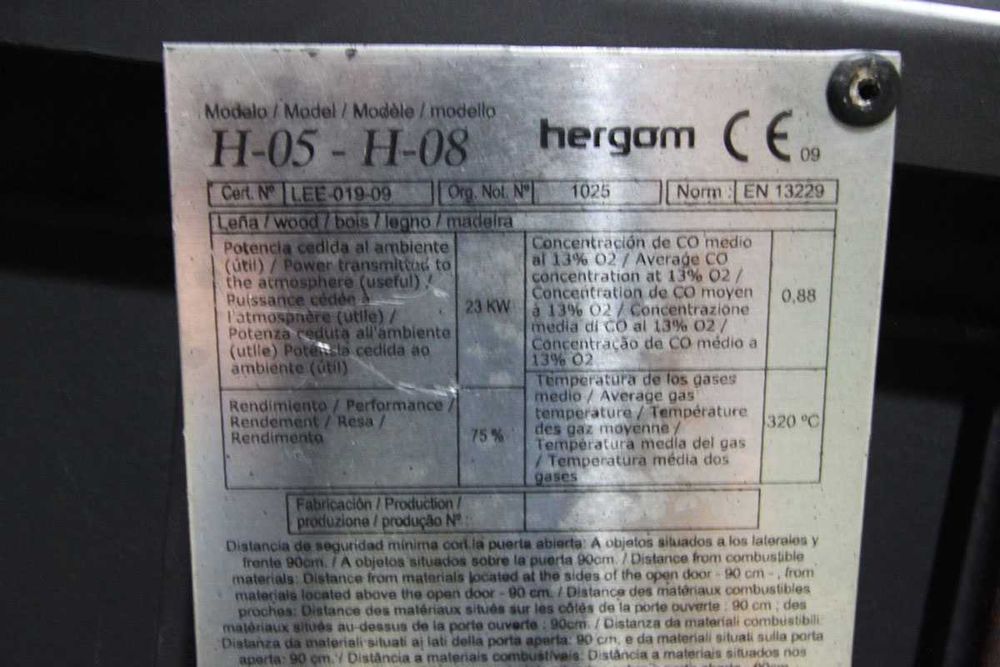 Modelo / Model / Modèle / modello
H-05 - H-08
hergom CE 09
Cert. Nº LEE-019-09 Org. Not. Nº 1025 Norm : EN 13229
Leña / wood / bois / legno / madeira
Potencia cedida al ambiente
(útil) / Power transmitted to
the atmosphere (useful) /
Puissance cédée à
l'atmosphère (utile) /
Potenza ceduta all'ambiente
(utile) Potência cedida ao
ambiente (útil)
23 KW
Concentración de CO medio
al 13% O2 / Average CO
concentration at 13% O2 /
Concentration de CO moyen
à 13% O2 / Concentrazione
media di CO al 13% O2 /
Concentração de CO médio a
13% O2
0,88
Rendimiento / Performance /
Rendement / Resa /
Rendimento
75 %
Temperatura de los gases
medio / Average gas
temperature / Température
des gaz moyenne /
Temperatura media del gas
/ Temperatura média dos
gases
320 ºC
Fabricación / Production /
produzione / produção Nº
Distancia de seguridad mínima con la puerta abierta: A objetos situados a los laterales y
frente 90cm. / A objetos situados sobre la puerta 90cm. / Distance from combustible
materials: Distance from materials located at the sides of the open door - 90 cm - , from
materials located above the open door - 90 cm. / Distance des matériaux combustibles
proches: Distance des matériaux situés sur les côtés de la porte ouverte : 90 cm ; des
matériaux situés au-dessus de la porte ouverte : 90cm. / Distanza da materiali combustibili:
Distanza da materiali situati ai lati della porta aperta: 90 cm, e da materiali situati sulla porta
aperta: 90 cm. / Distância a materiais combustíveis: Distância a materiais situados nos